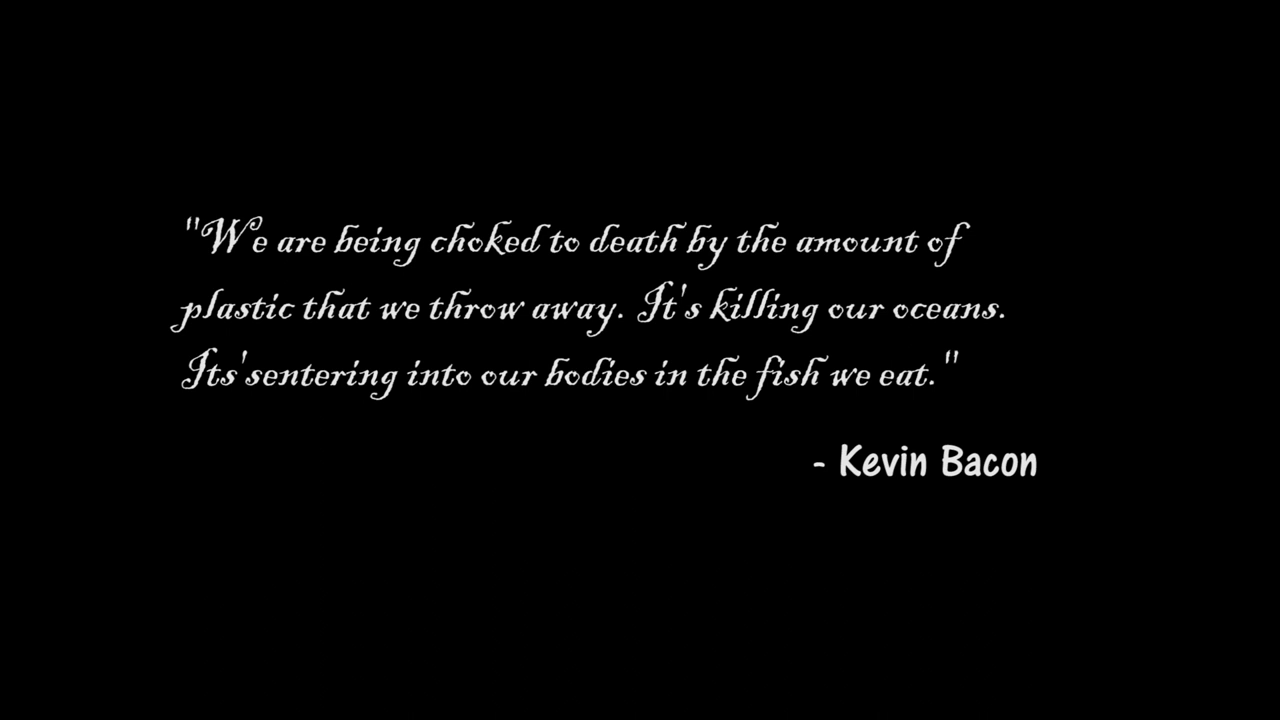 "We are being choked to death by the amount of
plastic that we throw away. It's killing our oceans.
Its'sentering into our bodies in the fish we eat."
- Kevin Bacon